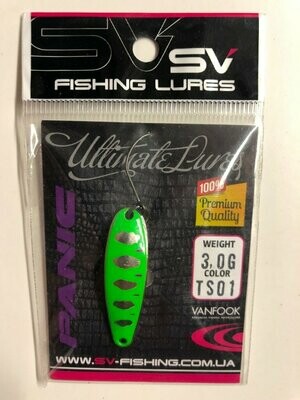 SV SV
FISHING LURES
Ultimate Lures
100%
Premium
Quality
PANIC
WEIGHT
3,0G
COLOR
TS01
VANFOOK
WWW.SV-FISHING.COM.UA